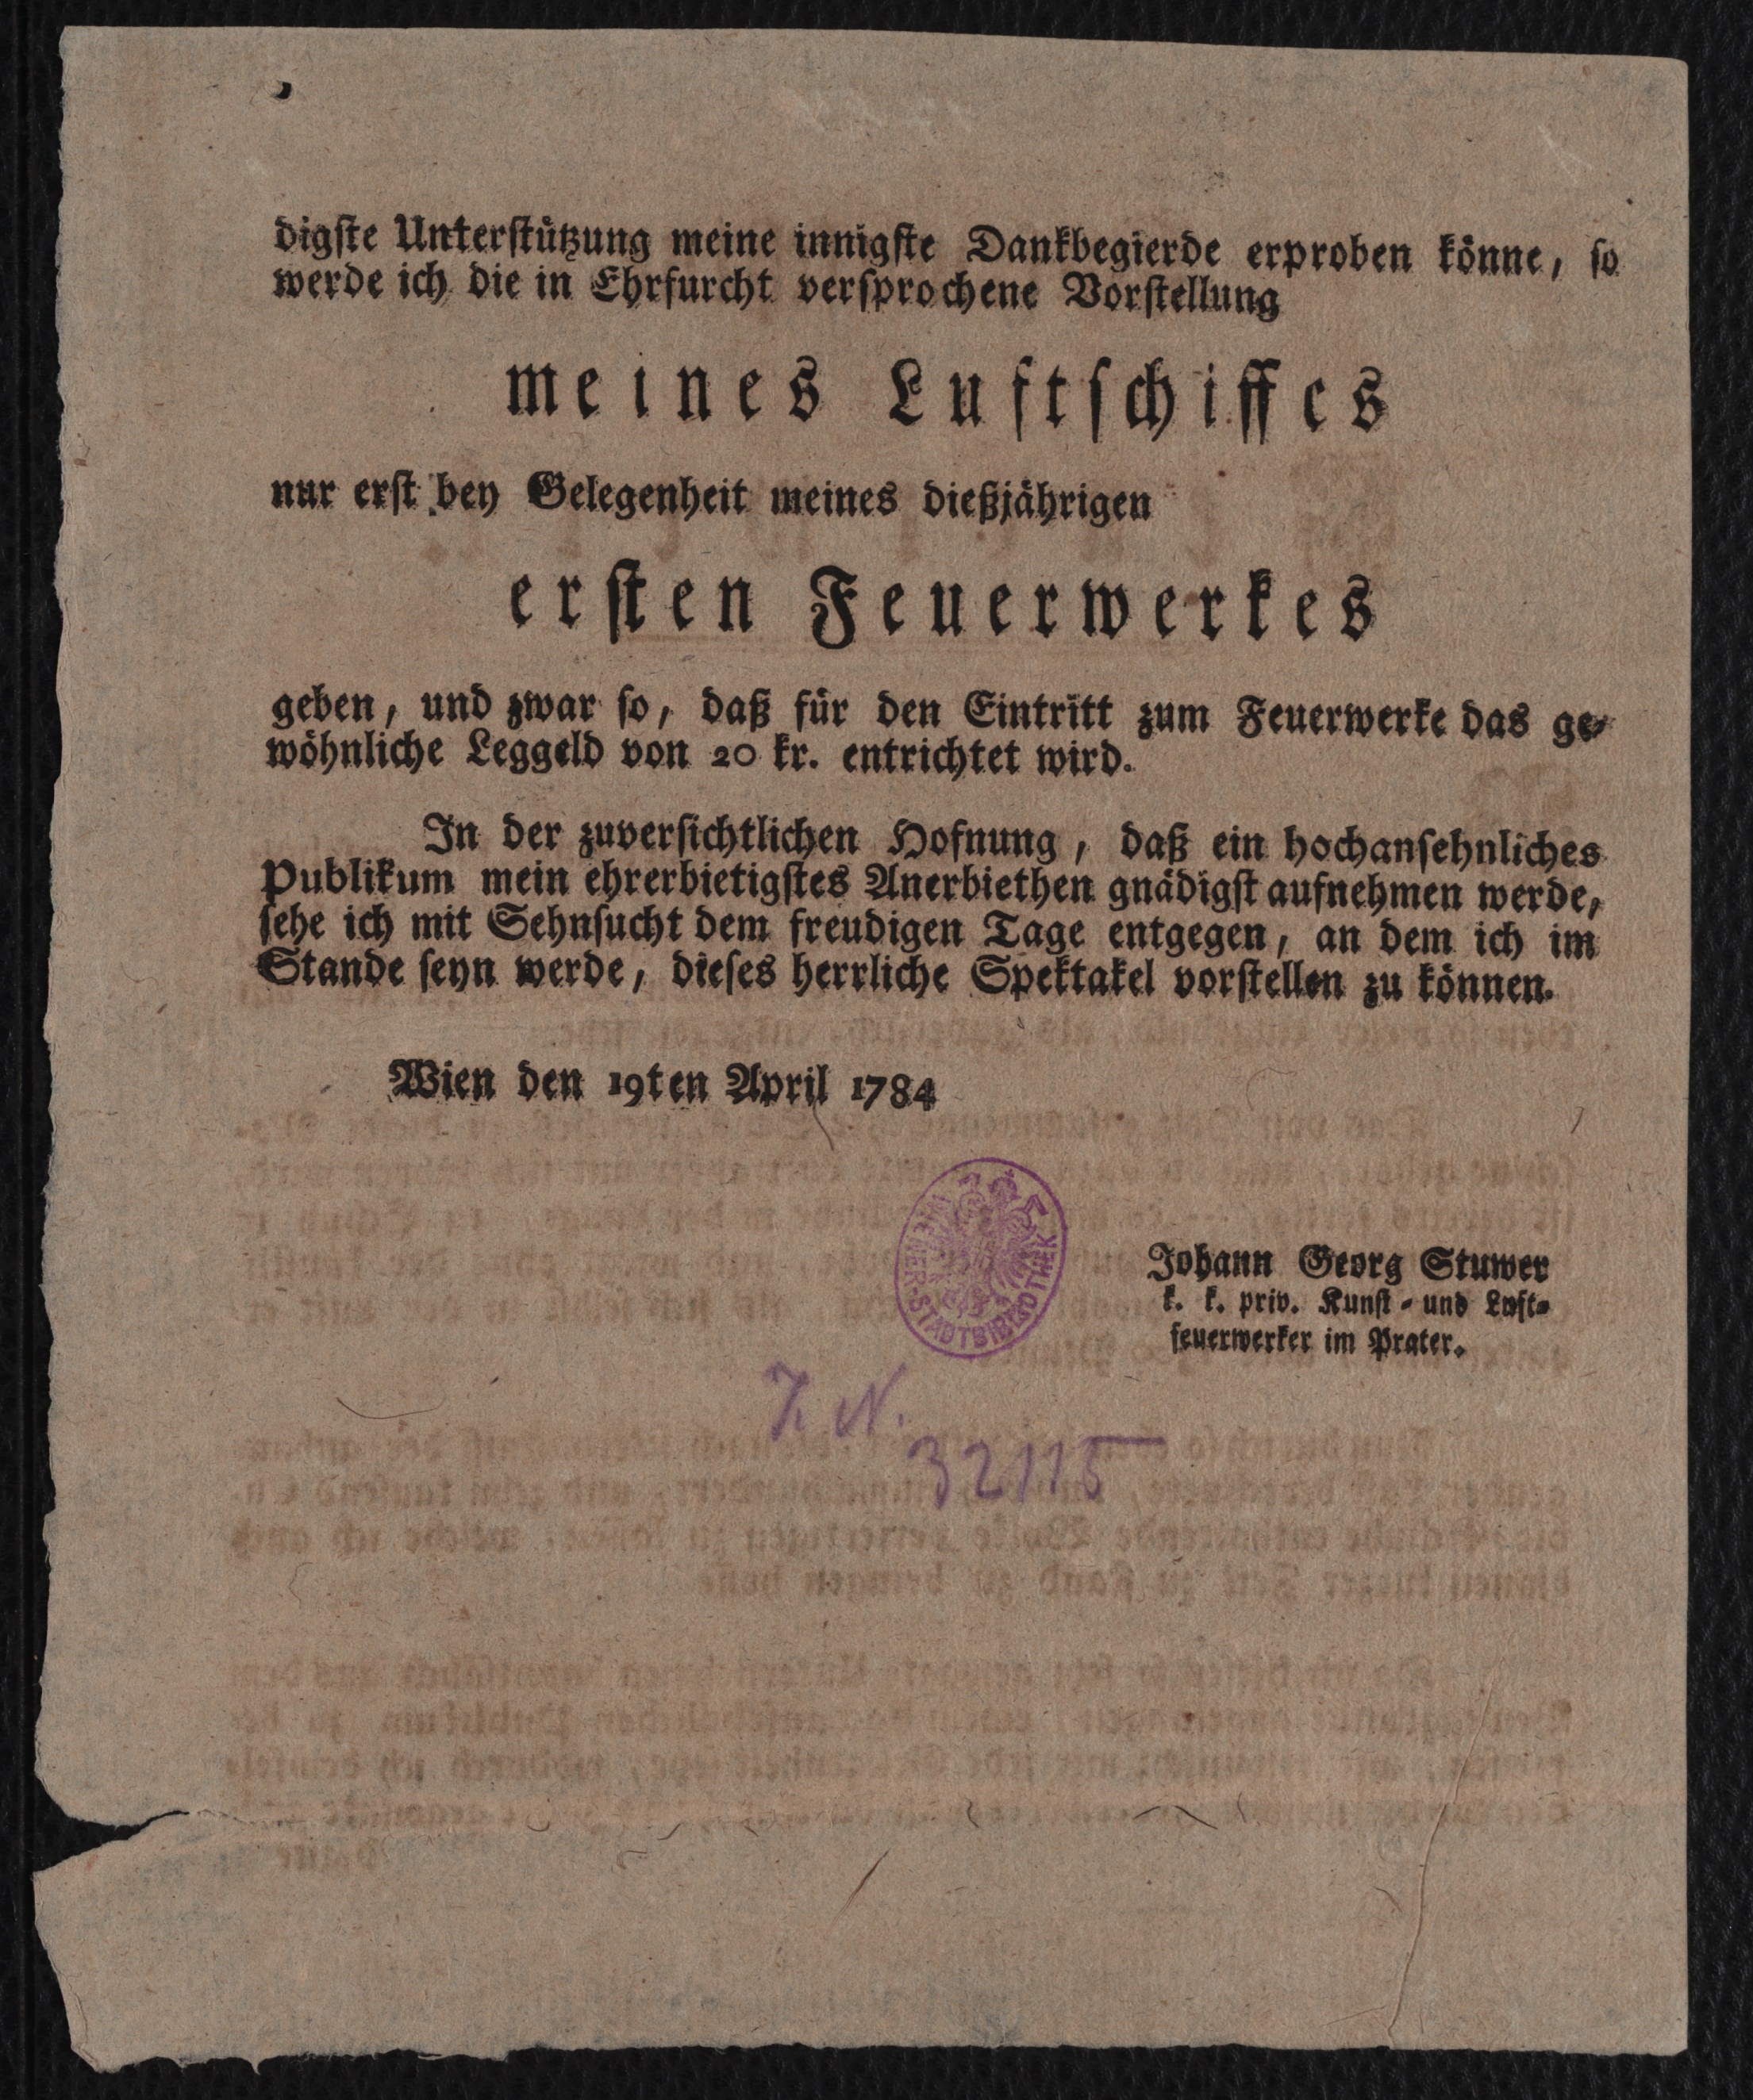 digste Unterstützung meine innigste Dankbegierde erproben könne, so
werde ich die in Ehrfurcht versprochene Vorstellung
meines Luftschiffes
nur erst bey Gelegenheit meines dießjährigen
ersten Feuerwerkes
geben, und zwar so, daß für den Eintritt zum Feuerwerke das ge-
wöhnliche Leggeld von 20 kr. entrichtet wird.
In der zuversichtlichen Hofnung, daß ein hochansehnliches
Publikum mein ehrerbietigstes Anerbiethen gnädigst aufnehmen werde,
sehe ich mit Sehnsucht dem freudigen Tage entgegen, an dem ich im
Stande seyn werde, dieses herrliche Spektakel vorstellen zu können.
Wien den 19ten April 1784
WIENER-STADTBIBLIOTHEK
Johann Georg Stuwer
k. k. priv. Kunst- und Luft-
feuerwerker im Prater.
32115